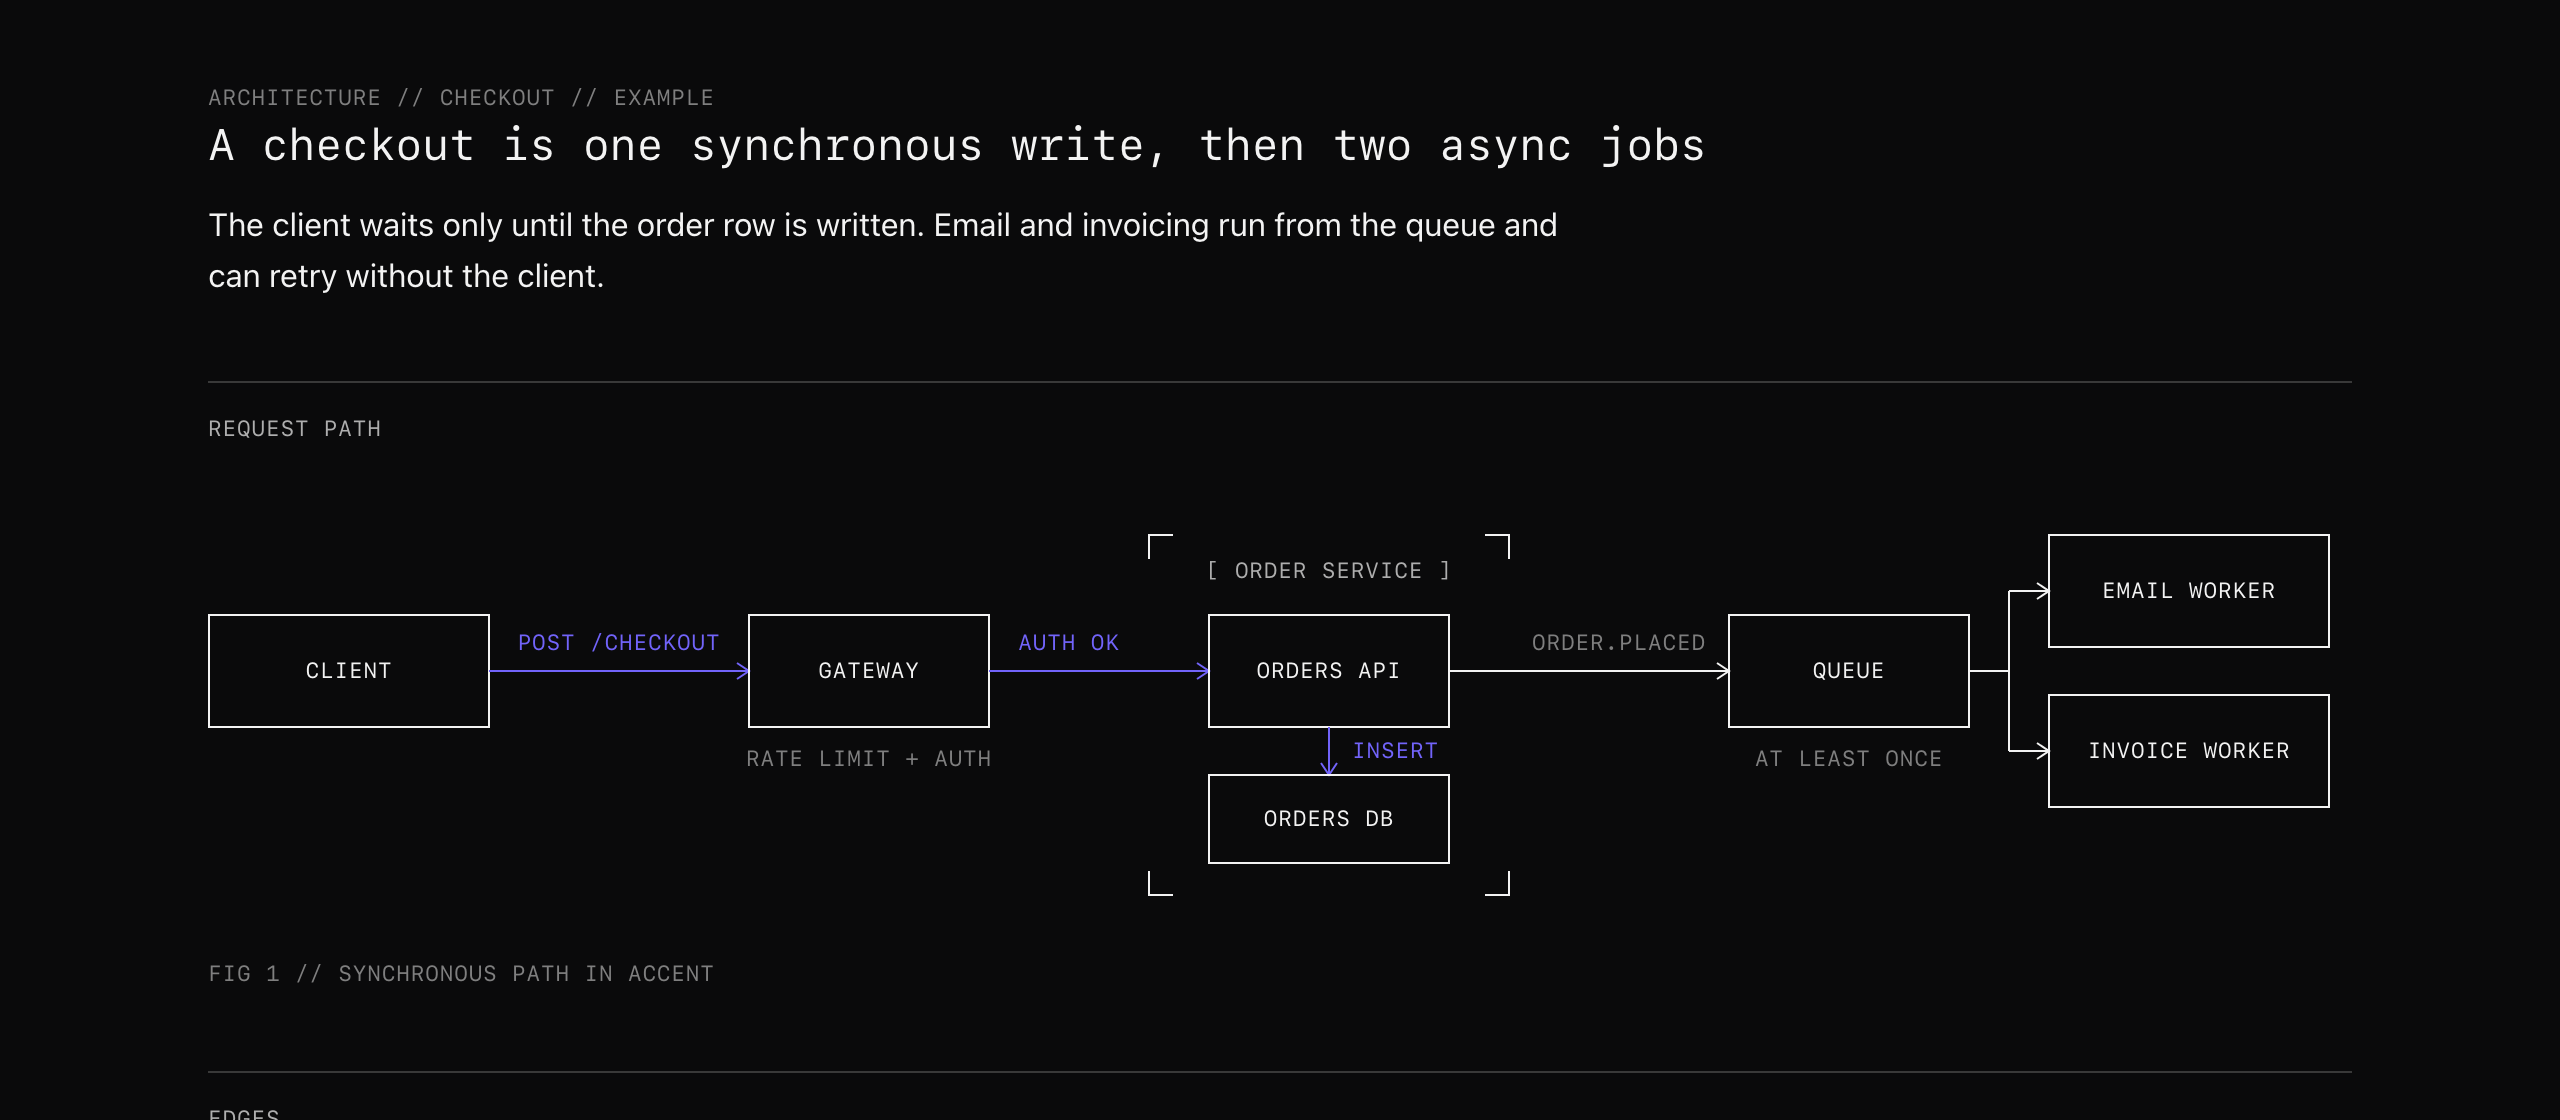 ARCHITECTURE // CHECKOUT // EXAMPLE
A checkout is one synchronous write, then two async jobs
The client waits only until the order row is written. Email and invoicing run from the queue and
can retry without the client.
REQUEST PATH
[ ORDER SERVICE ]
CLIENT
POST /CHECKOUT
GATEWAY
RATE LIMIT + AUTH
AUTH OK
ORDERS API
INSERT
ORDERS DB
ORDER.PLACED
QUEUE
AT LEAST ONCE
EMAIL WORKER
INVOICE WORKER
FIG 1 // SYNCHRONOUS PATH IN ACCENT
EDGES